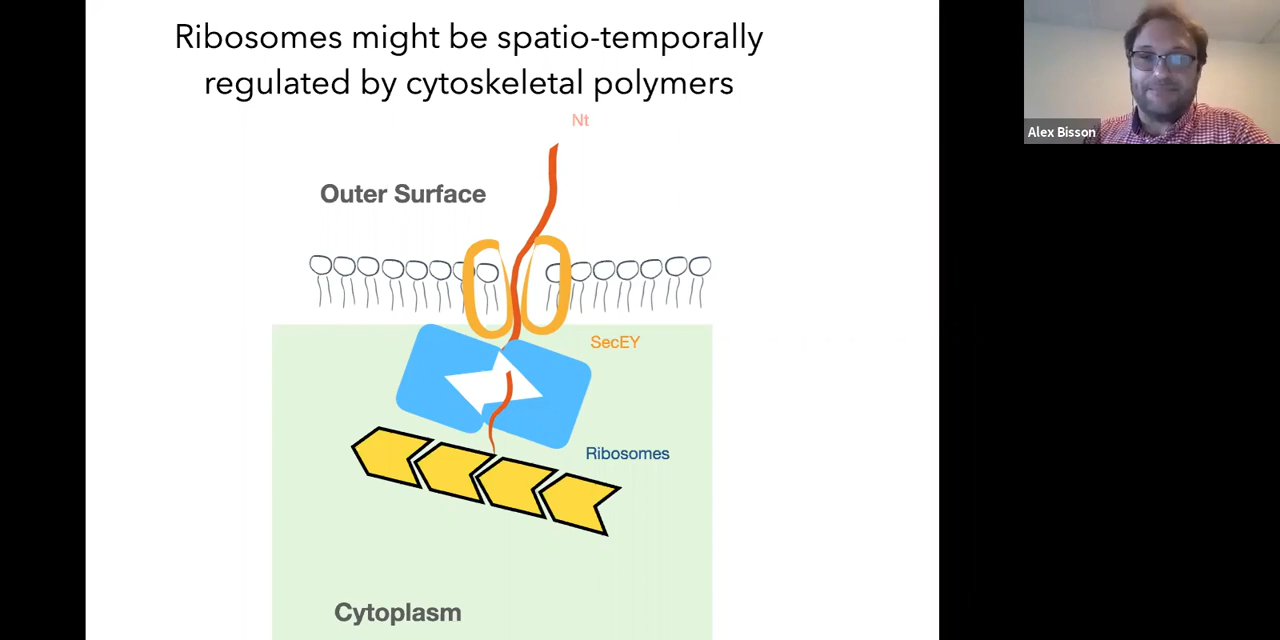 Ribosomes might be spatio-temporally
regulated by cytoskeletal polymers
Nt
Outer Surface
SecEY
Ribosomes
Cytoplasm
Alex Bisson